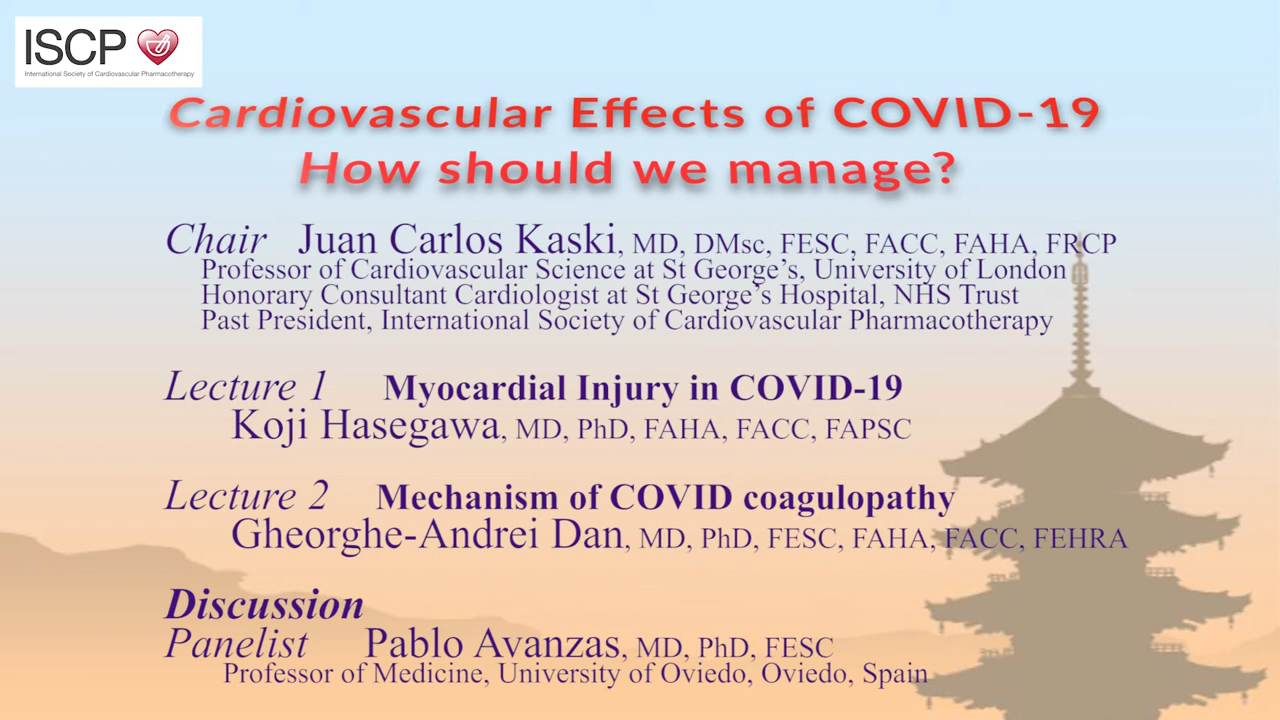 ISCP
International Society of Cardiovascular Pharmacotherapy
Cardiovascular Effects of COVID-19
How should we manage?
Chair Juan Carlos Kaski, MD, DMsc, FESC, FACC, FAHA, FRCP
Professor of Cardiovascular Science at St George's, University of London
Honorary Consultant Cardiologist at St George's Hospital, NHS Trust
Past President, International Society of Cardiovascular Pharmacotherapy
Lecture 1 Myocardial Injury in COVID-19
Koji Hasegawa, MD, PhD, FAHA, FACC, FAPSC
Lecture 2 Mechanism of COVID coagulopathy
Gheorghe-Andrei Dan, MD, PhD, FESC, FAHA, FACC, FEHRA
Discussion
Panelist Pablo Avanzas, MD, PhD, FESC
Professor of Medicine, University of Oviedo, Oviedo, Spain